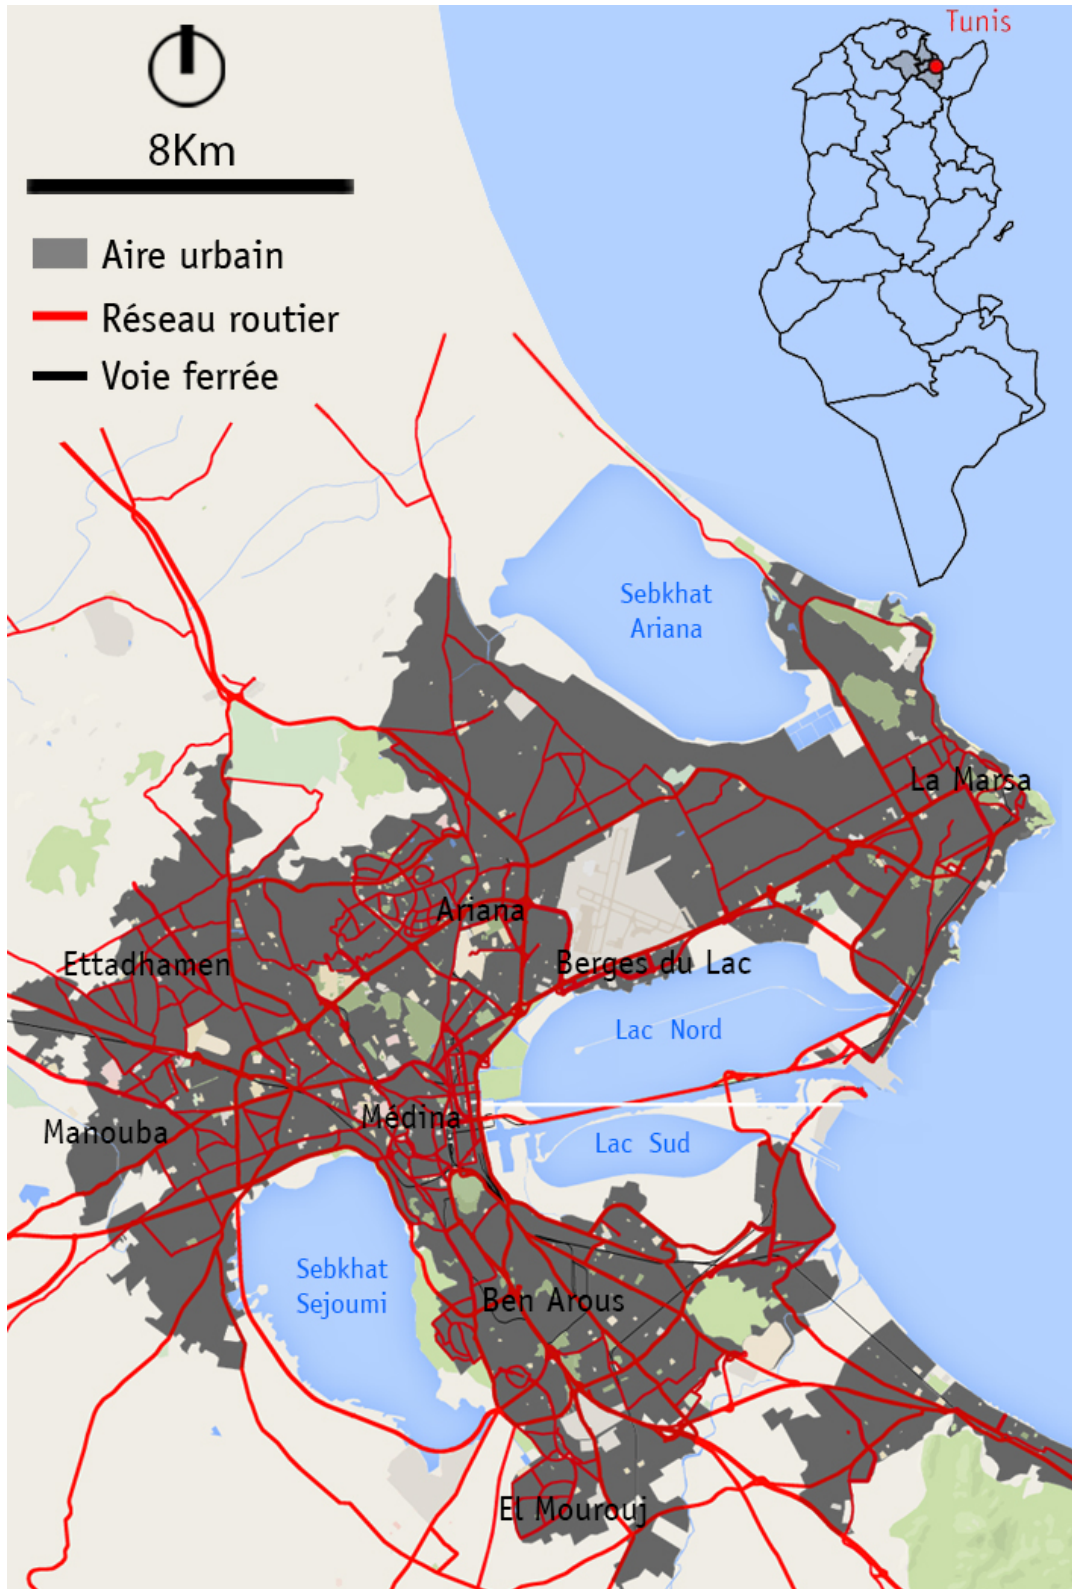 Tunis
8Km
Aire urbain
Réseau routier
Voie ferrée
Sebkhat
Ariana
La Marsa
Ariana
Ettadhamen
Berges du Lac
Lac Nord
Médina
Manouba
Lac Sud
Sebkhat
Sejoumi
Ben Arous
El Mourouj